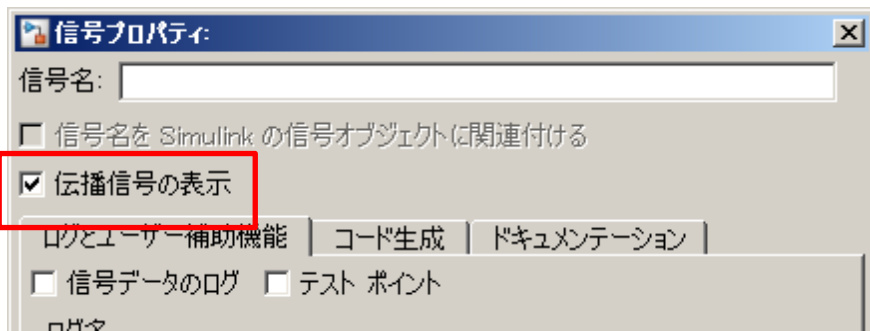 信号プロパティ:
信号名:
信号名を Simulink の信号オブジェクトに関連付ける
伝播信号の表示
ログとユーザー補助機能 コード生成 ドキュメンテーション
信号データのログ テスト ポイント
ログ名